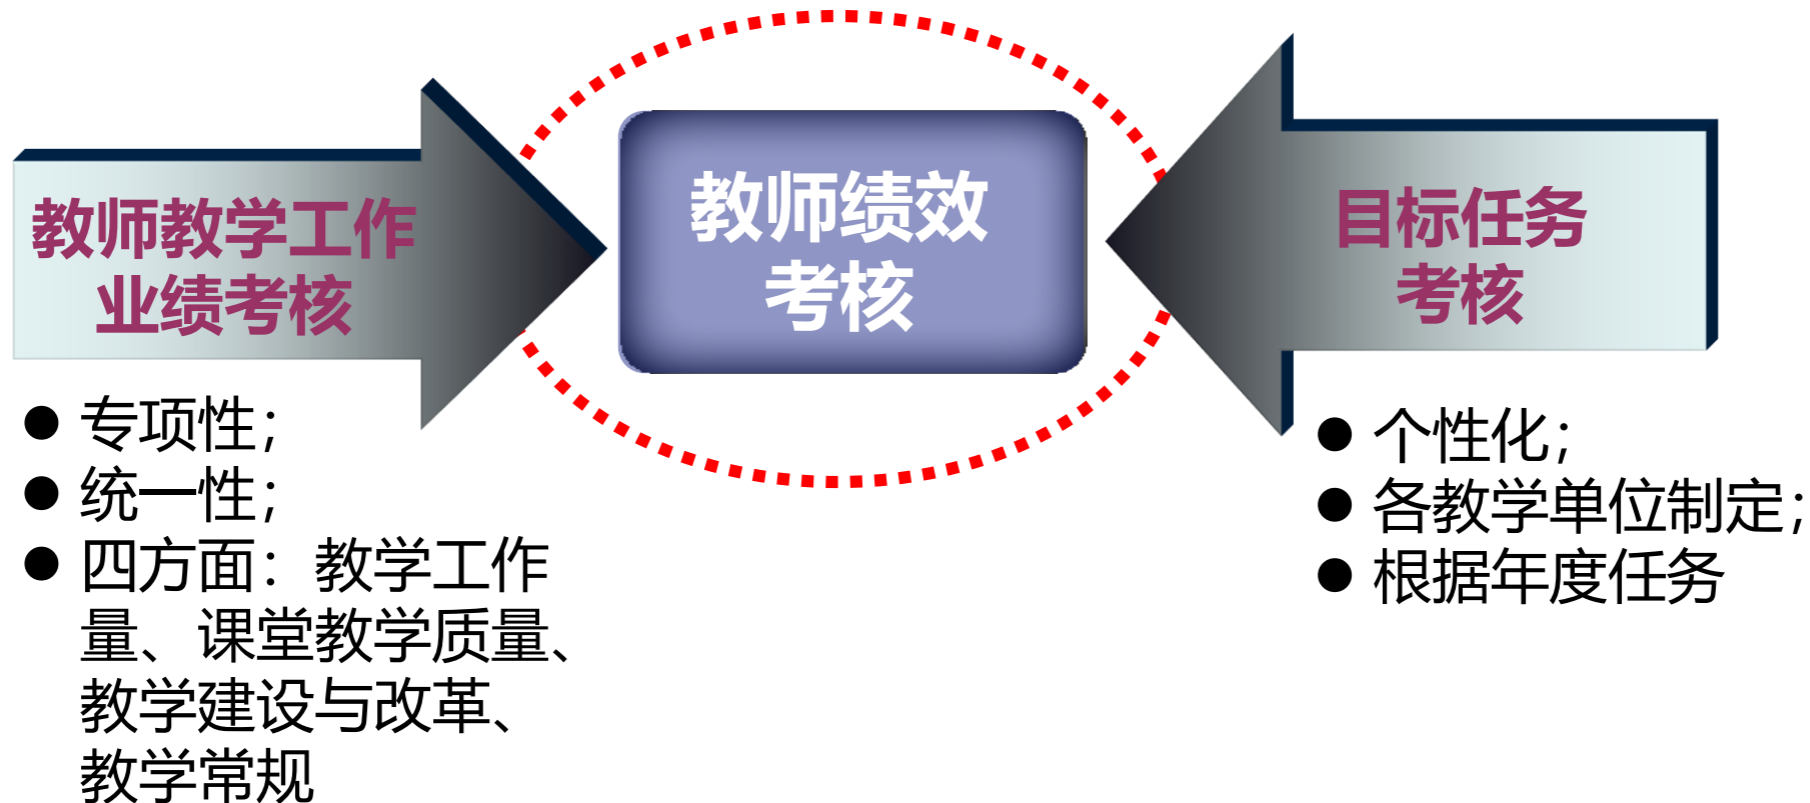 教师教学工作
业绩考核
教师绩效
考核
目标任务
考核
● 专项性；
● 统一性；
● 四方面：教学工作
量、课堂教学质量、
教学建设与改革、
教学常规
● 个性化；
● 各教学单位制定；
● 根据年度任务